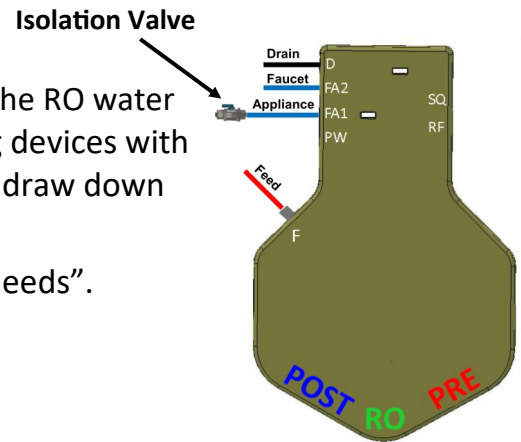 Isolation Valve
Drain
D
Faucet
FA2
he RO water
Appliance
FA1
SQ
g devices with
PW
RF
draw down
Feed
F
eeds”.
POST RO PRE